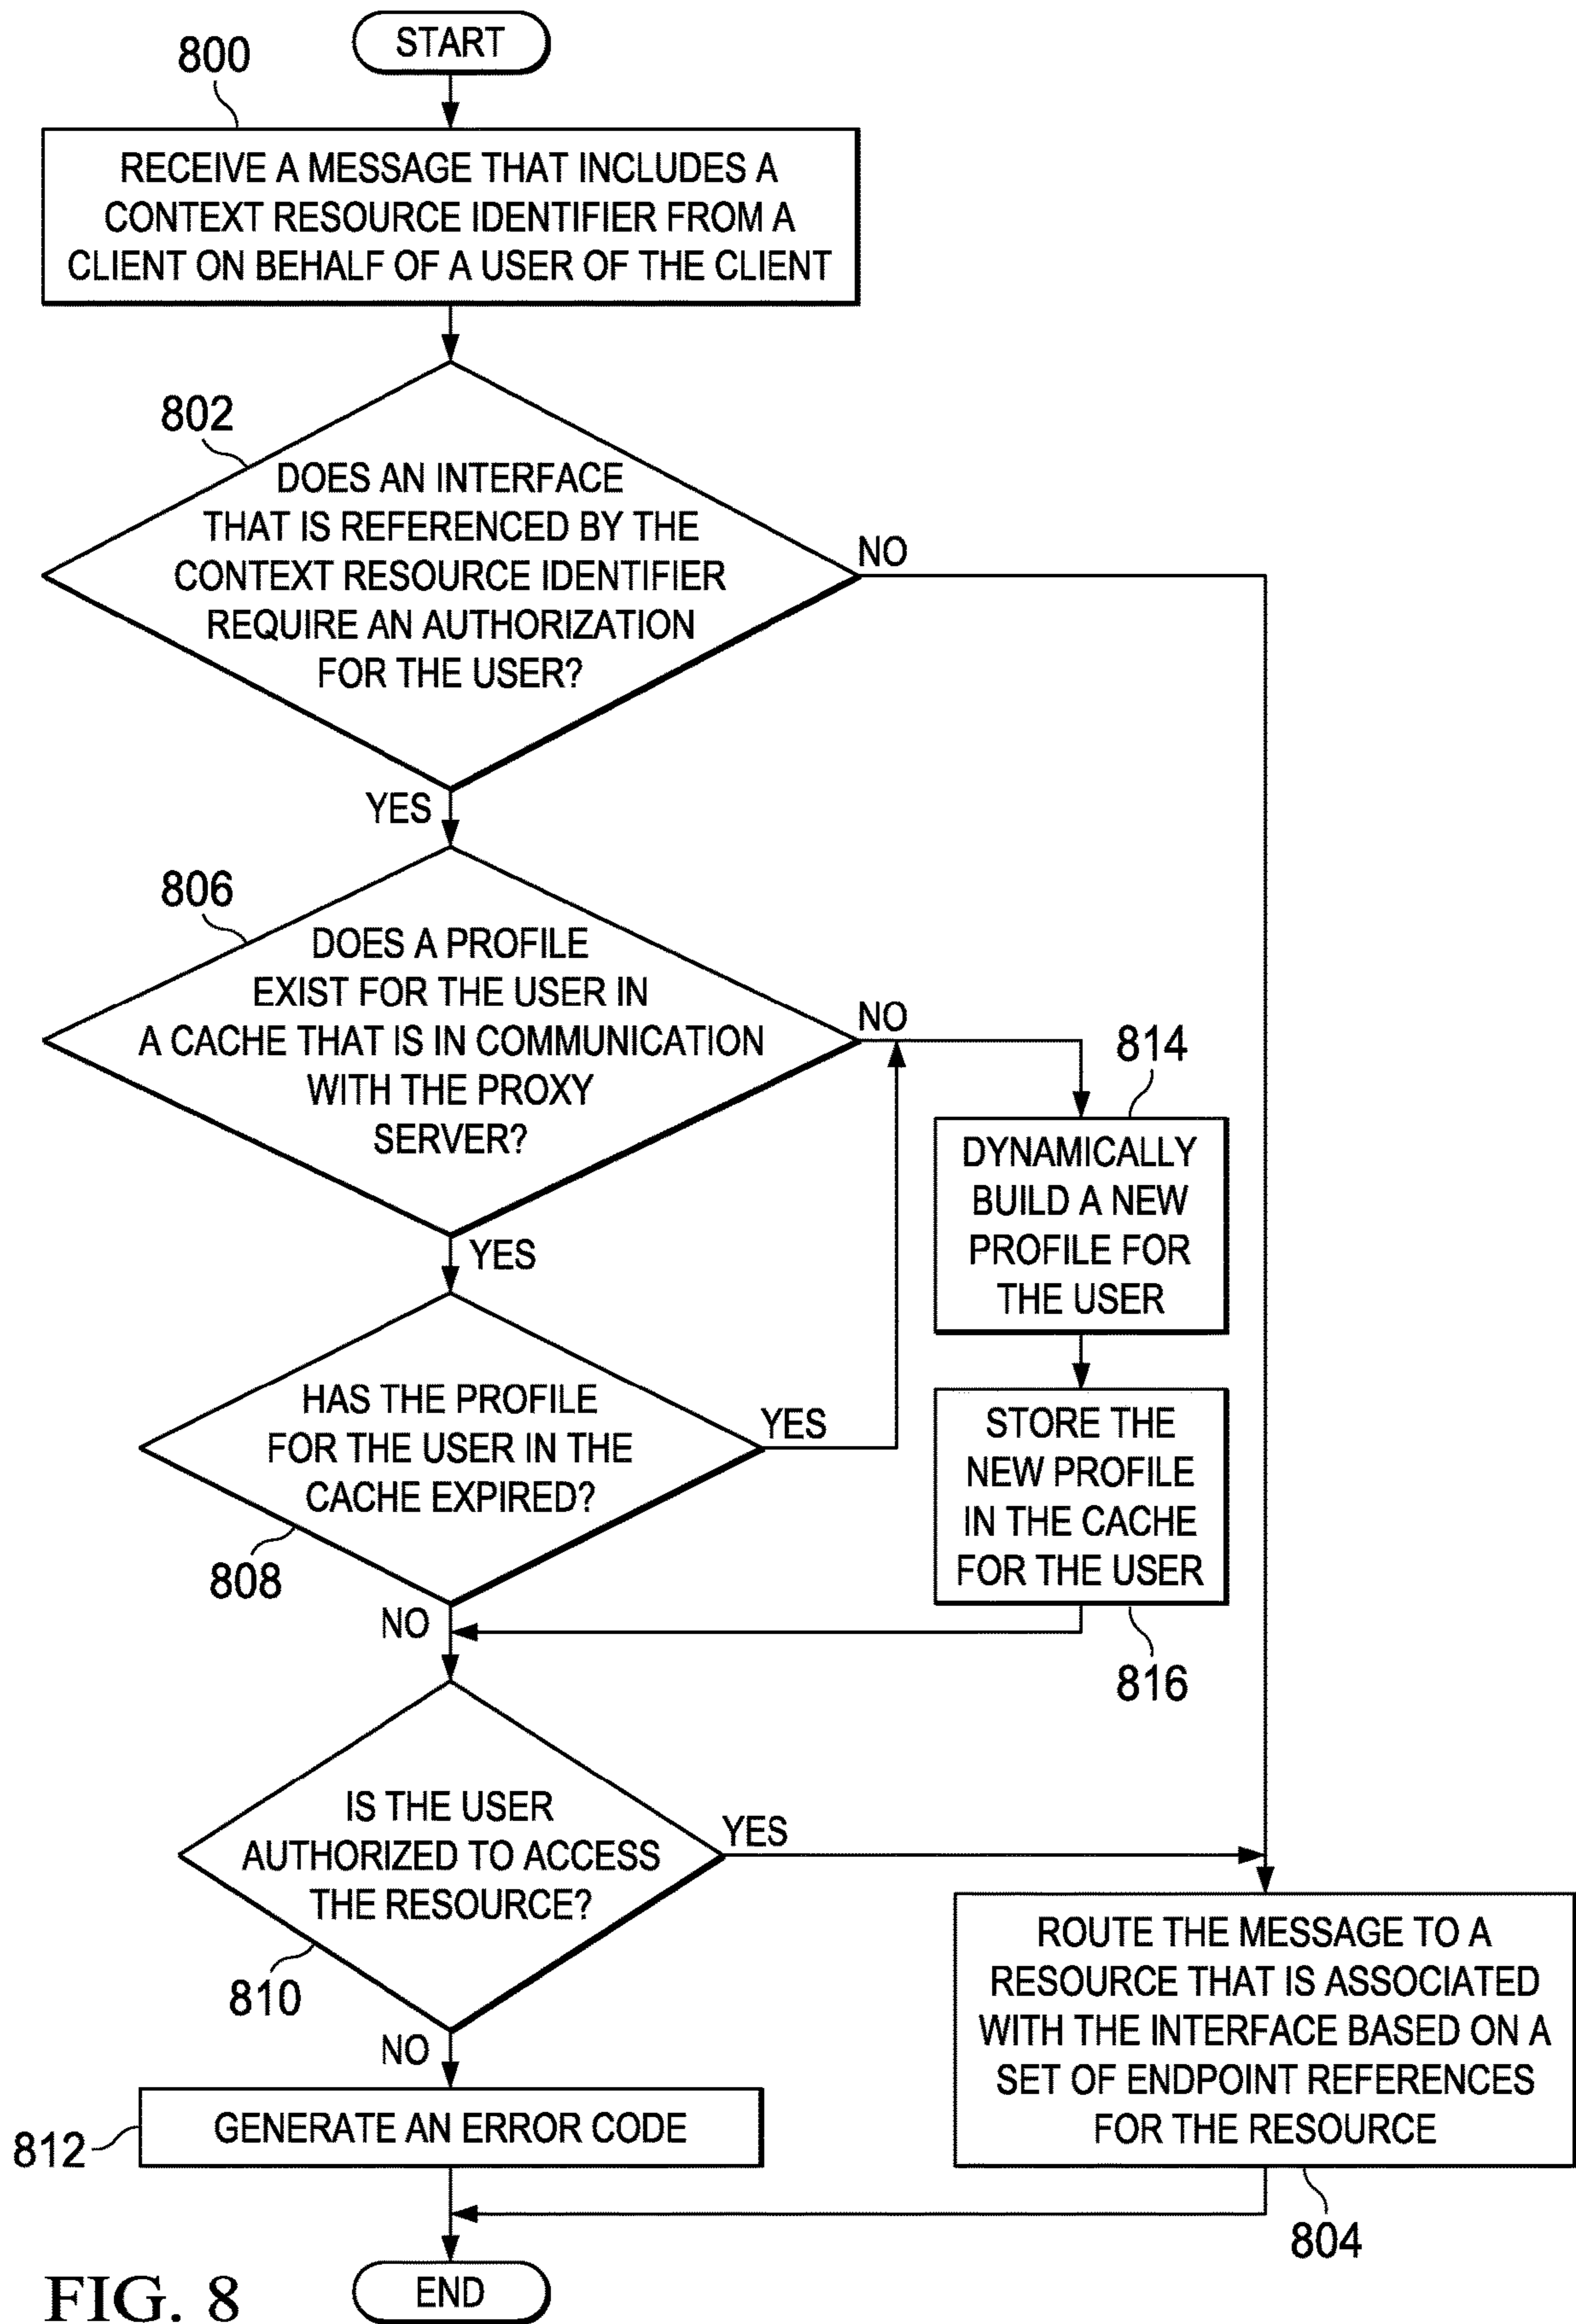 START
800
RECEIVE A MESSAGE THAT INCLUDES A
CONTEXT RESOURCE IDENTIFIER FROM A
CLIENT ON BEHALF OF A USER OF THE CLIENT
802
DOES AN INTERFACE
THAT IS REFERENCED BY THE
CONTEXT RESOURCE IDENTIFIER
REQUIRE AN AUTHORIZATION
FOR THE USER?
NO
YES
806
DOES A PROFILE
EXIST FOR THE USER IN
A CACHE THAT IS IN COMMUNICATION
WITH THE PROXY
SERVER?
NO
YES
814
DYNAMICALLY
BUILD A NEW
PROFILE FOR
THE USER
HAS THE PROFILE
FOR THE USER IN THE
CACHE EXPIRED?
YES
808
NO
STORE THE
NEW PROFILE
IN THE CACHE
FOR THE USER
816
IS THE USER
AUTHORIZED TO ACCESS
THE RESOURCE?
YES
810
NO
GENERATE AN ERROR CODE
812
ROUTE THE MESSAGE TO A
RESOURCE THAT IS ASSOCIATED
WITH THE INTERFACE BASED ON A
SET OF ENDPOINT REFERENCES
FOR THE RESOURCE
804
END
FIG. 8